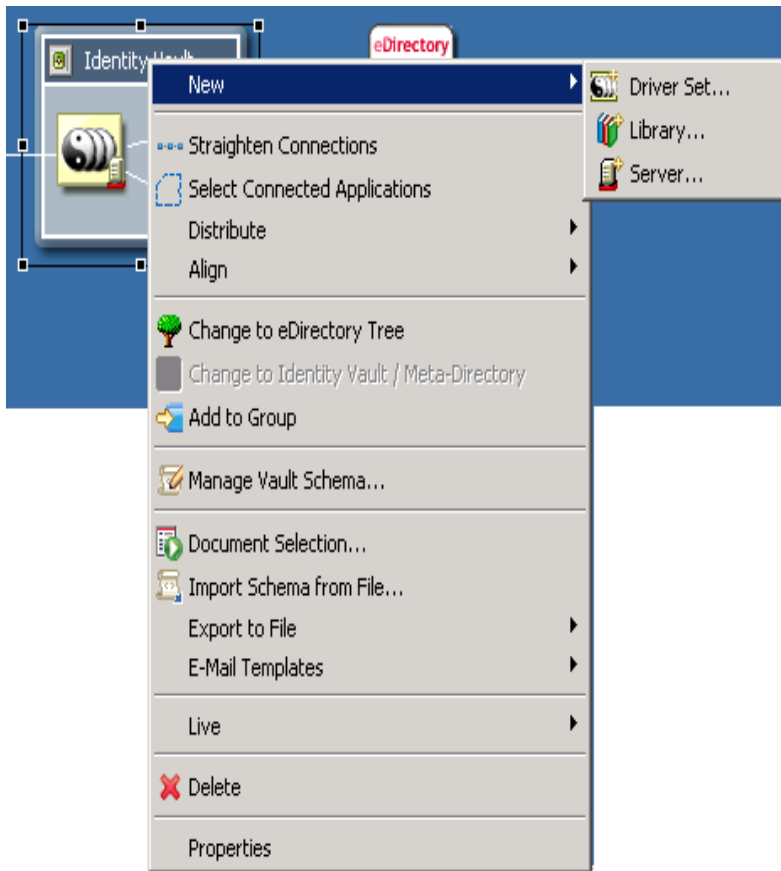 Identity
eDirectory
New
Driver Set...
Library...
Server...
Straighten Connections
Select Connected Applications
Distribute
Align
Change to eDirectory Tree
Change to Identity Vault / Meta-Directory
Add to Group
Manage Vault Schema...
Document Selection...
Import Schema from File...
Export to File
E-Mail Templates
Live
Delete
Properties